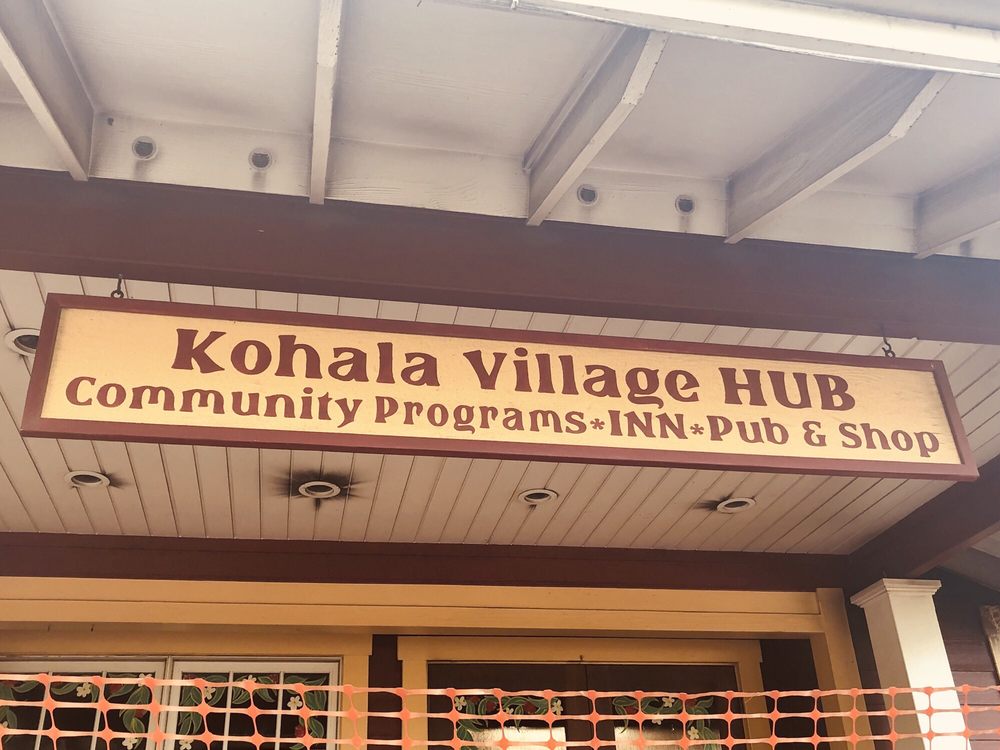 Kohala Village HUB
Community Programs*INN*Pub & Shop